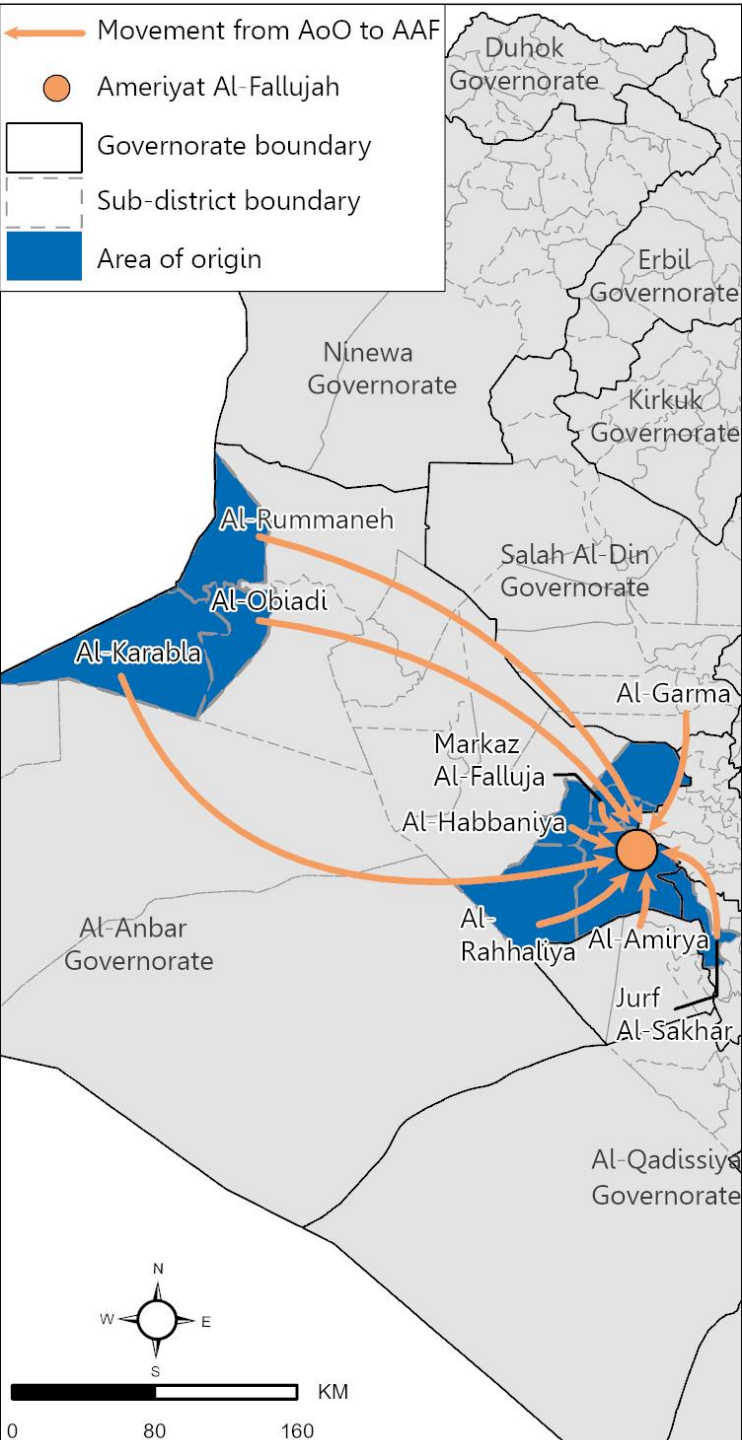 Movement from AoO to AAF
Ameriyat Al-Fallujah
Governorate boundary
Sub-district boundary
Area of origin
Duhok
Governorate
Erbil
Governorate
Ninewa
Governorate
Kirkuk
Governorate
Al-Rummaneh
Salah Al-Din
Governorate
Al-Obiadi
Al-Karabla
Al-Garma
Markaz
Al-Falluja
Al-Habbaniya
Al-Anbar
Governorate
Al-
Rahhaliya
Al-Amirya
Jurf
Al-Sakhar
Al-Qadissiya
Governorate
N
W
E
S
KM
0
80
160